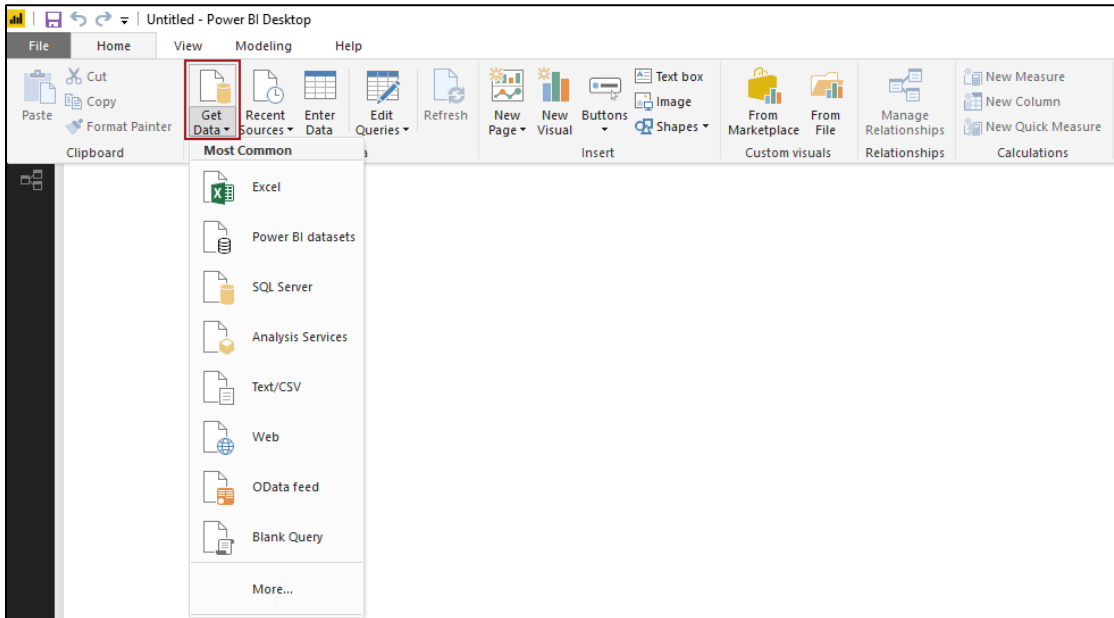 Untitled - Power BI Desktop
File Home View Modeling Help
Paste
Cut
Copy
Format Painter
Clipboard
Get Data
Recent Sources
Enter Data
Edit Queries
Refresh
New Page
New Visual
Buttons
Text box
Image
Shapes
Insert
From Marketplace
From File
Custom visuals
Manage Relationships
Relationships
New Measure
New Column
New Quick Measure
Calculations
Most Common
Excel
Power BI datasets
SQL Server
Analysis Services
Text/CSV
Web
OData feed
Blank Query
More...